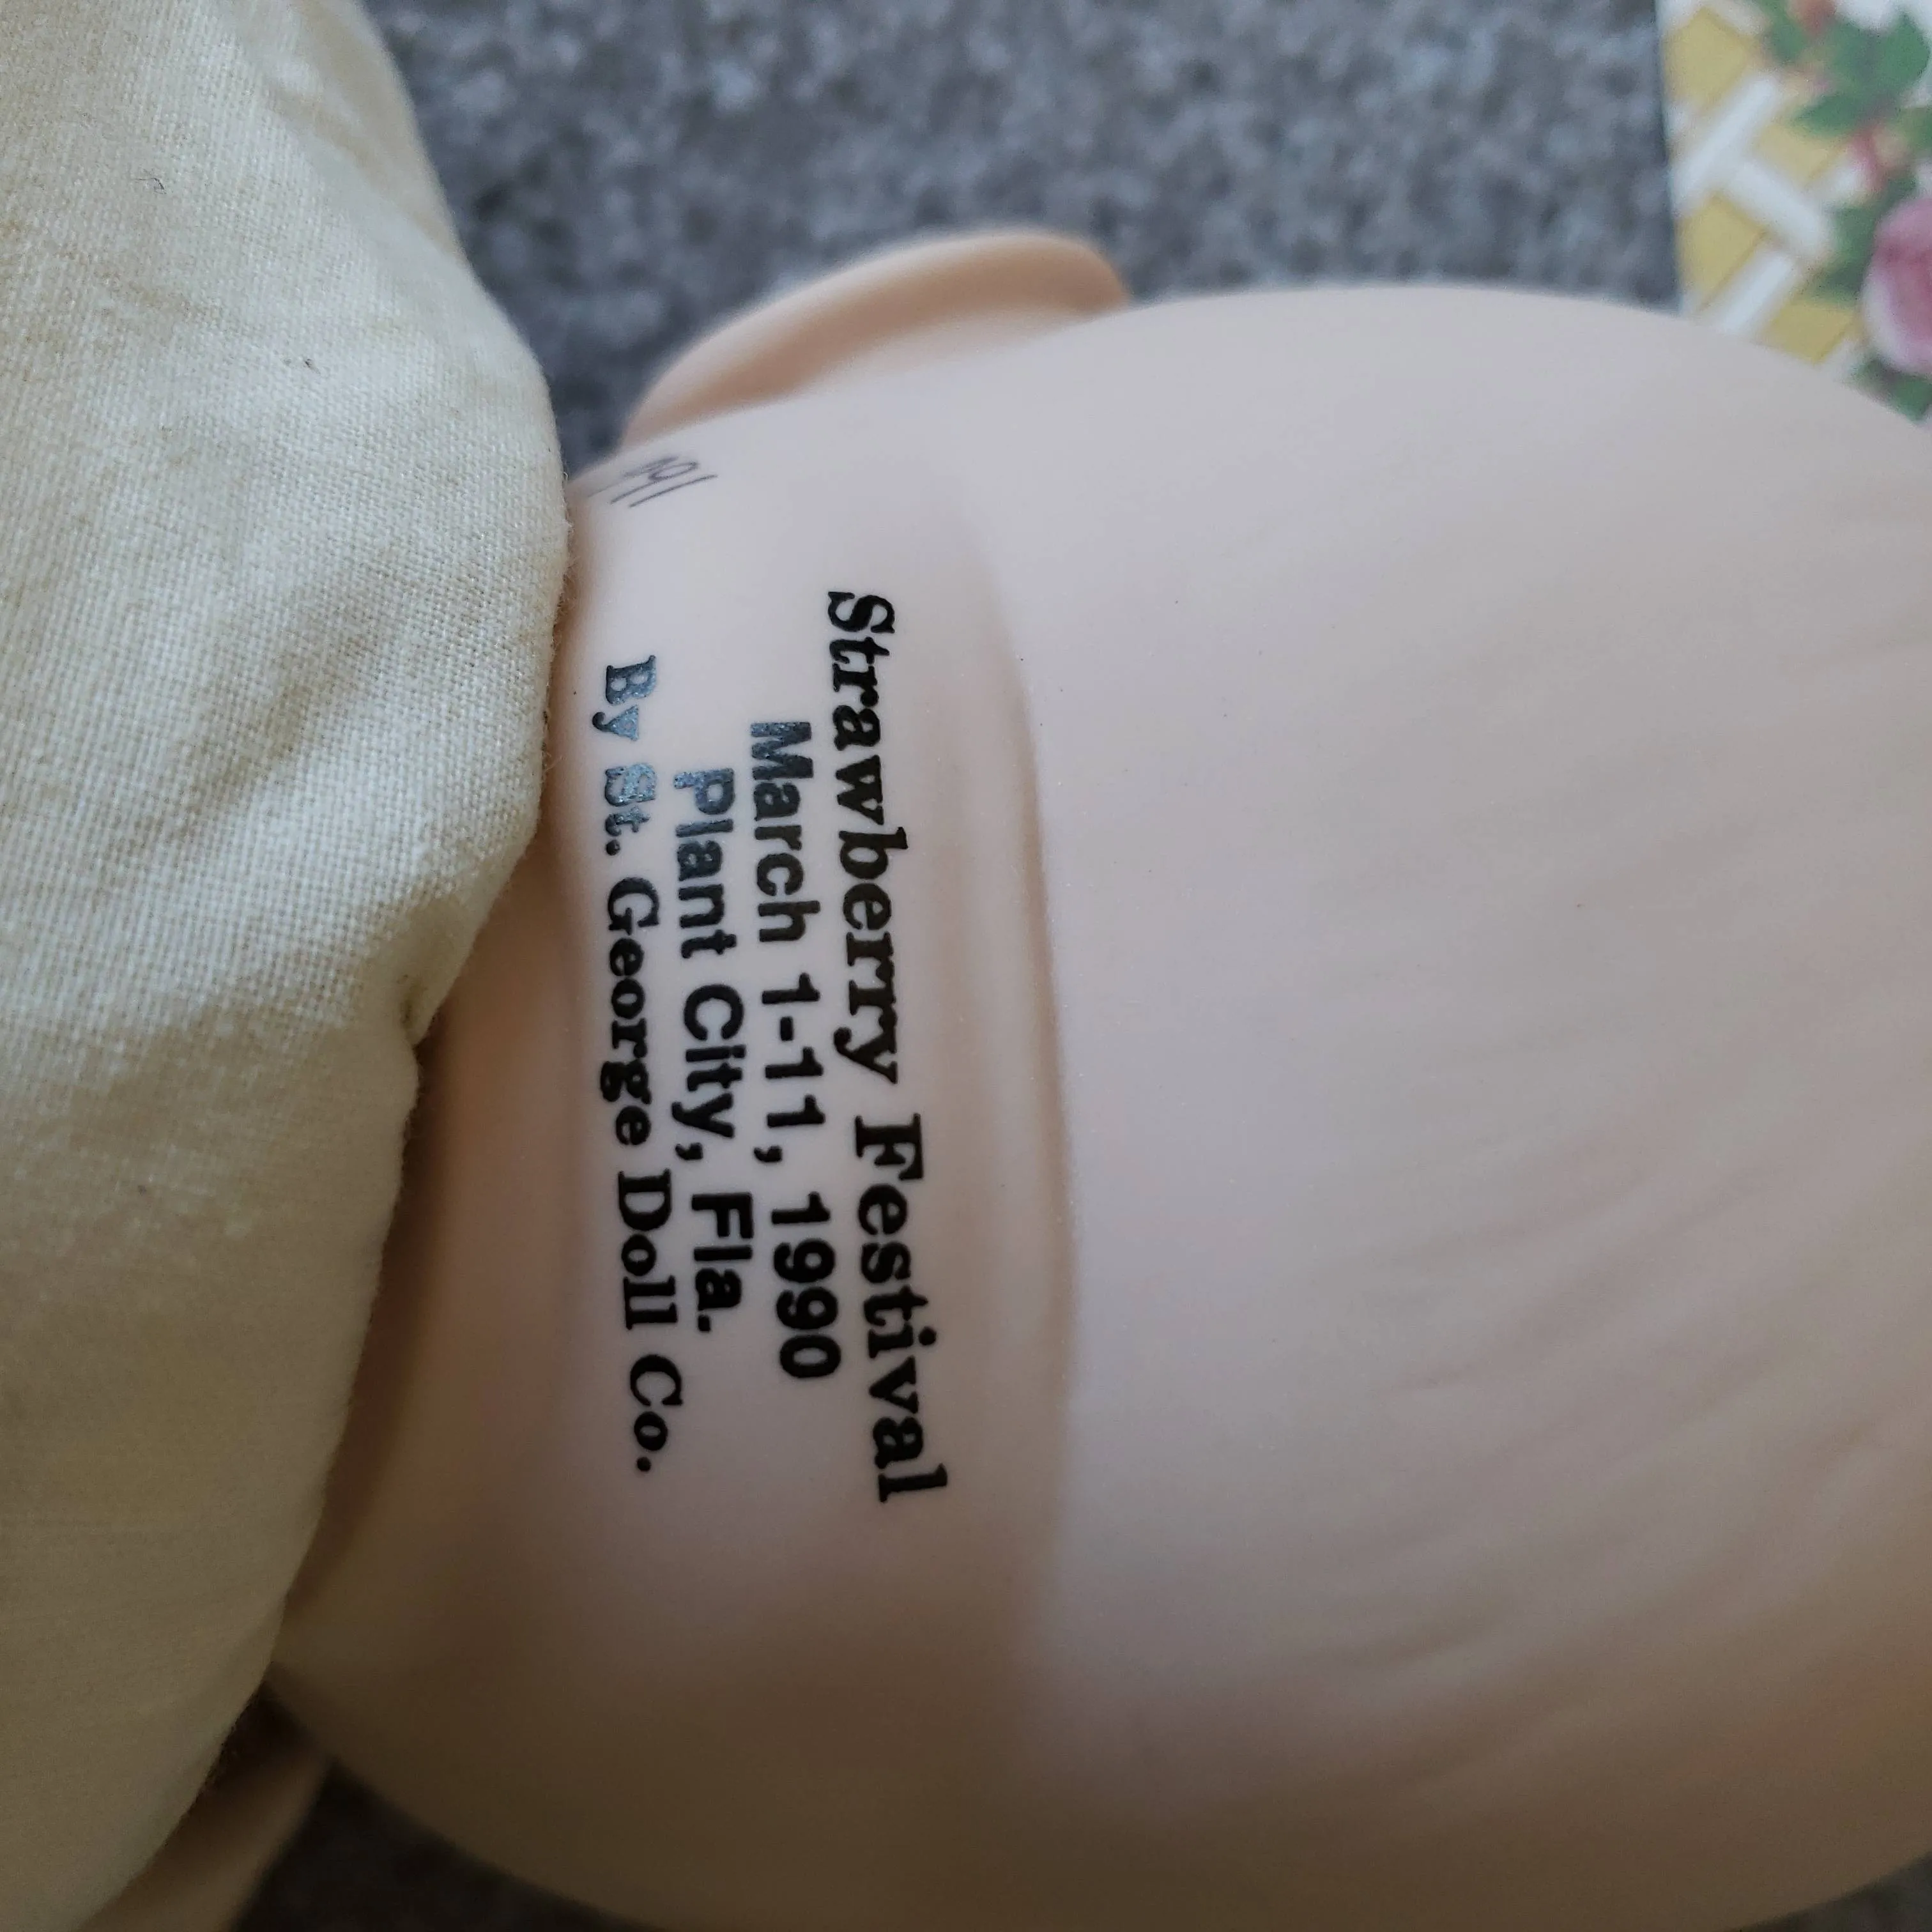 Strawberry Festival
March 1-11, 1990
Plant City, Fla.
By St. George Doll Co.